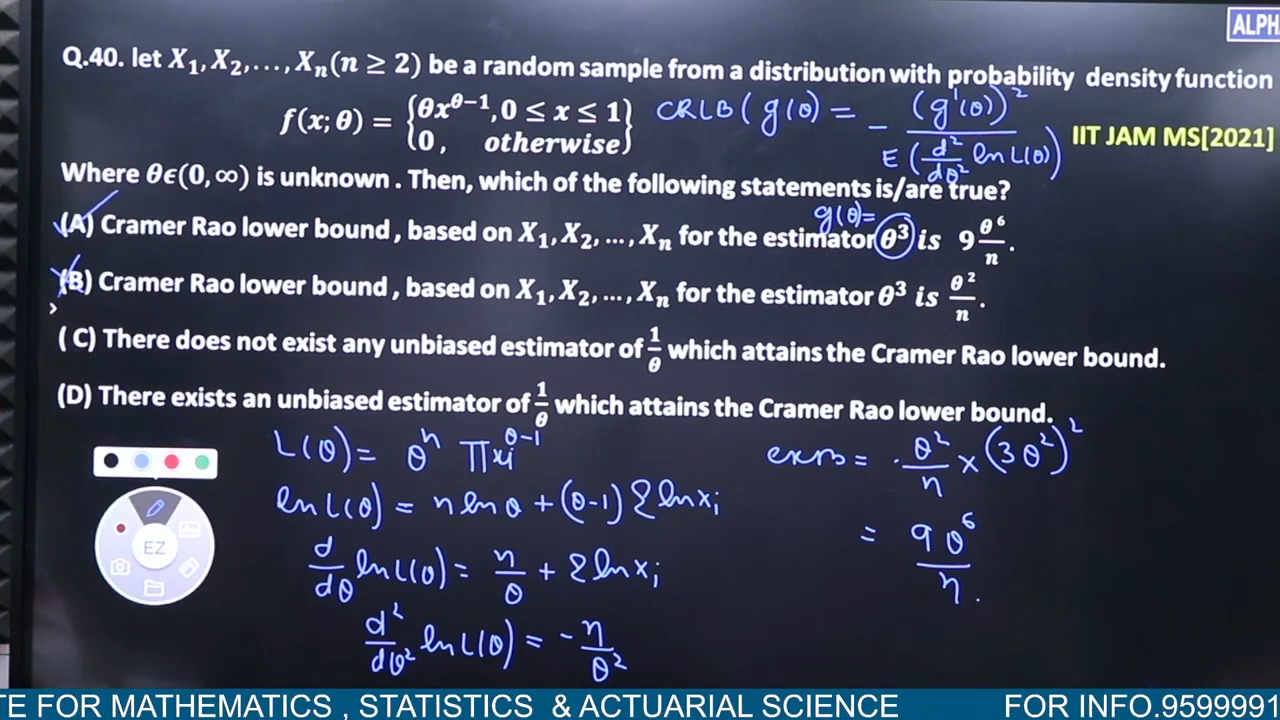 ALPH
Q.40. let X₁, X₂, . . . , Xₙ(n ≥ 2) be a random sample from a distribution with probability density function
f(x; θ) = {θx^(θ−1), 0 ≤ x ≤ 1
0, otherwise}
CRLB(g(θ) = − (g'(θ))² / E(d²/dθ² ln L(θ))
IIT JAM MS[2021]
Where θϵ(0, ∞) is unknown . Then, which of the following statements is/are true?
g(θ)=
(A) Cramer Rao lower bound , based on X₁, X₂, ..., Xₙ for the estimator θ³ is 9 θ⁶/n.
(B) Cramer Rao lower bound , based on X₁, X₂, ..., Xₙ for the estimator θ³ is θ²/n.
( C) There does not exist any unbiased estimator of 1/θ which attains the Cramer Rao lower bound.
(D) There exists an unbiased estimator of 1/θ which attains the Cramer Rao lower bound.
L(θ) = θⁿ πxi^(θ−1)
ln L(θ) = n ln θ + (θ−1) Σ ln xi
d/dθ ln L(θ) = n/θ + Σ ln xi
d²/dθ² ln L(θ) = − n/θ²
= θ²/n × (3θ²)²
= 9θ⁶/n.
EZ
TE FOR MATHEMATICS , STATISTICS & ACTUARIAL SCIENCE FOR INFO.9599991